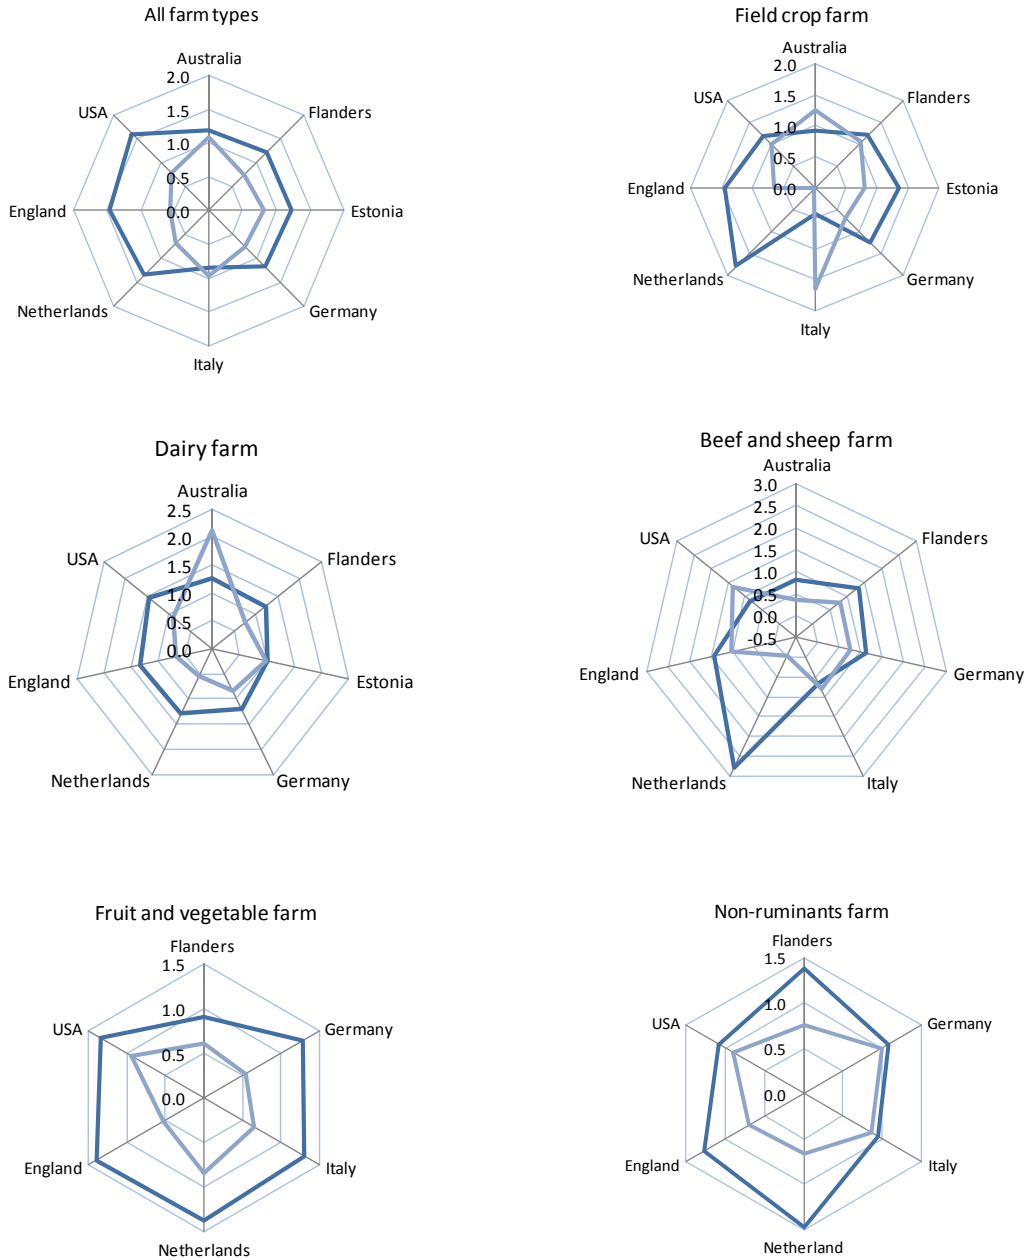 All farm types
Australia
2.0
1.5
1.0
0.5
0.0
USA
Flanders
England
Estonia
Netherlands
Germany
Italy
Field crop farm
Australia
2.0
1.5
1.0
0.5
0.0
USA
Flanders
England
Estonia
Netherlands
Germany
Italy
Dairy farm
Australia
2.5
2.0
1.5
1.0
0.5
0.0
USA
Flanders
England
Estonia
Netherlands
Germany
Beef and sheep farm
Australia
3.0
2.5
2.0
1.5
1.0
0.5
0.0
-0.5
USA
Flanders
England
Germany
Netherlands
Italy
Fruit and vegetable farm
Flanders
1.5
1.0
0.5
0.0
USA
Germany
England
Italy
Netherlands
Non-ruminants farm
Flanders
1.5
1.0
0.5
0.0
USA
Germany
England
Italy
Netherland